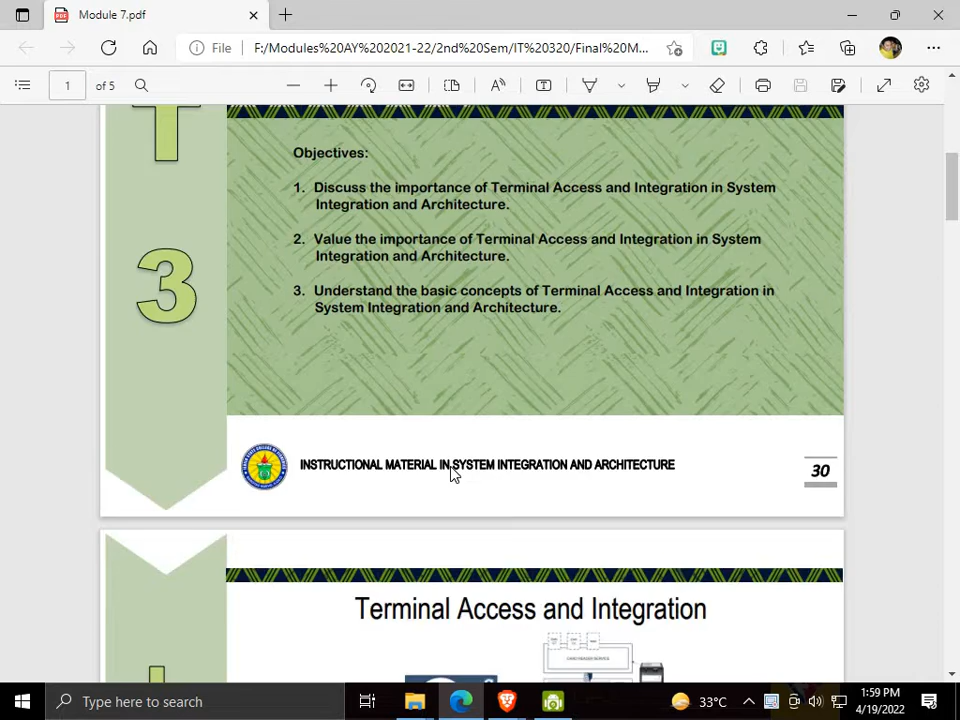 Module 7.pdf
File
F:/Modules%20AY%202021-22/2nd%20Sem/IT%20320/Final%20M...
1 of 5
T
3
Objectives:
1. Discuss the importance of Terminal Access and Integration in System
Integration and Architecture.
2. Value the importance of Terminal Access and Integration in System
Integration and Architecture.
3. Understand the basic concepts of Terminal Access and Integration in
System Integration and Architecture.
INSTRUCTIONAL MATERIAL IN SYSTEM INTEGRATION AND ARCHITECTURE
30
Terminal Access and Integration
CARD READER SERVICE
Type here to search
33°C
1:59 PM
4/19/2022